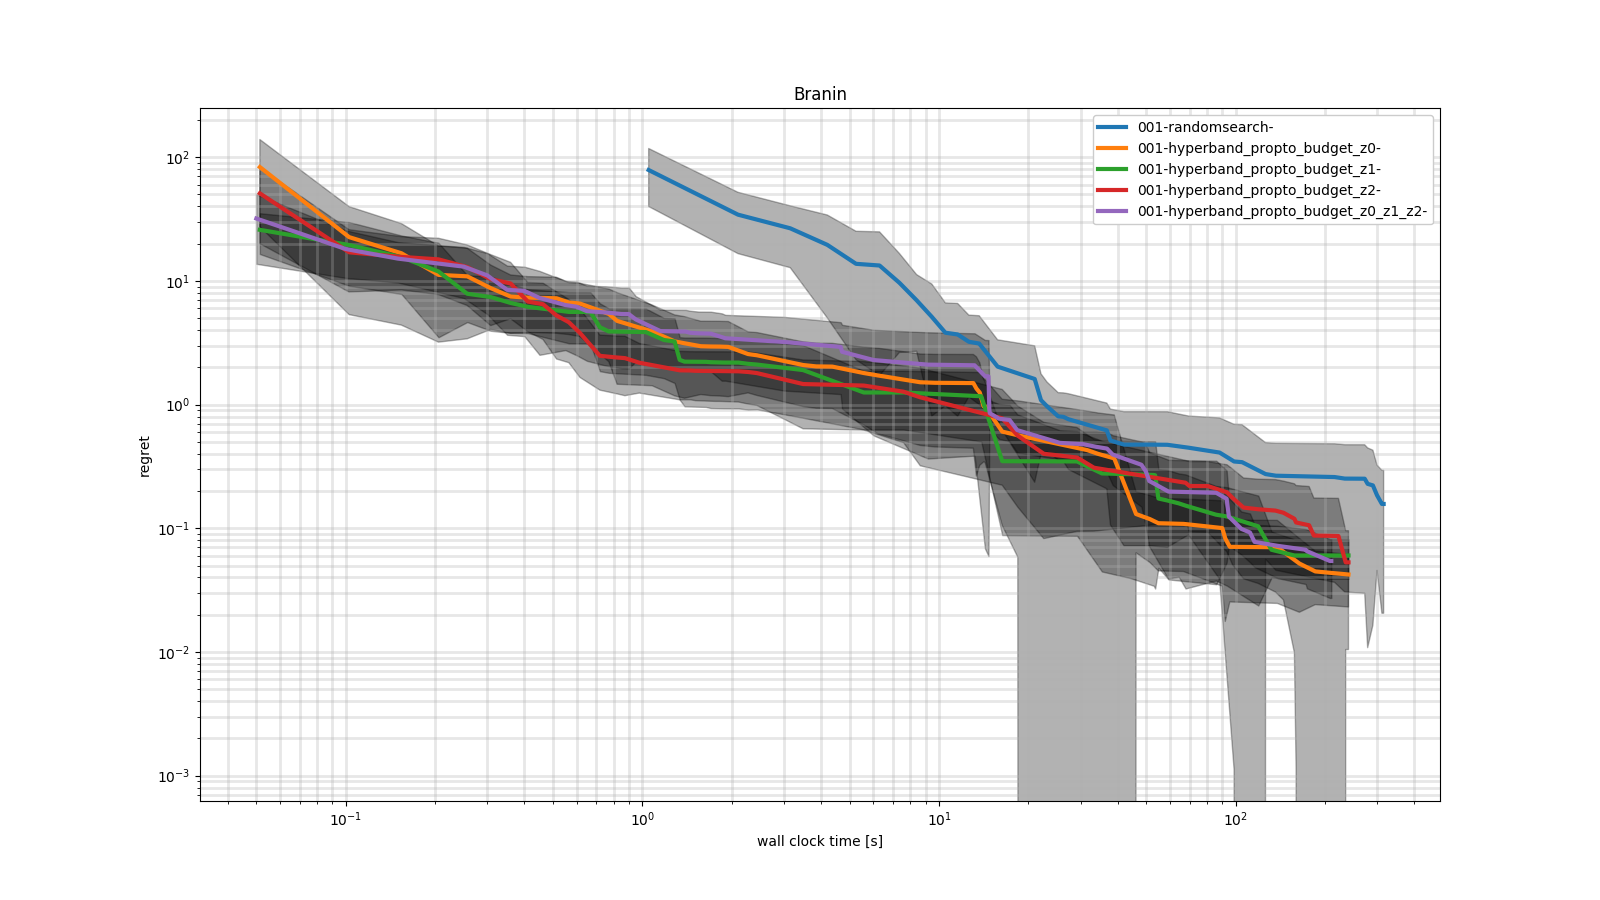 Branin
001-randomsearch-
001-hyperband_propto_budget_z0-
001-hyperband_propto_budget_z1-
001-hyperband_propto_budget_z2-
001-hyperband_propto_budget_z0_z1_z2-
regret
10²
10¹
10⁰
10⁻¹
10⁻²
10⁻³
10⁻¹ 10⁰ 10¹ 10²
wall clock time [s]